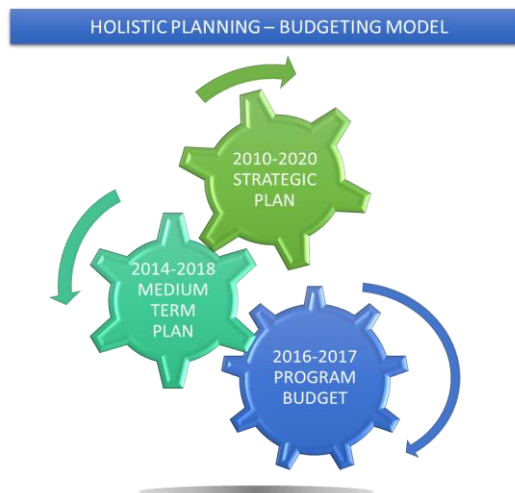 HOLISTIC PLANNING – BUDGETING MODEL
2010-2020
STRATEGIC
PLAN
2014-2018
MEDIUM
TERM
PLAN
2016-2017
PROGRAM
BUDGET